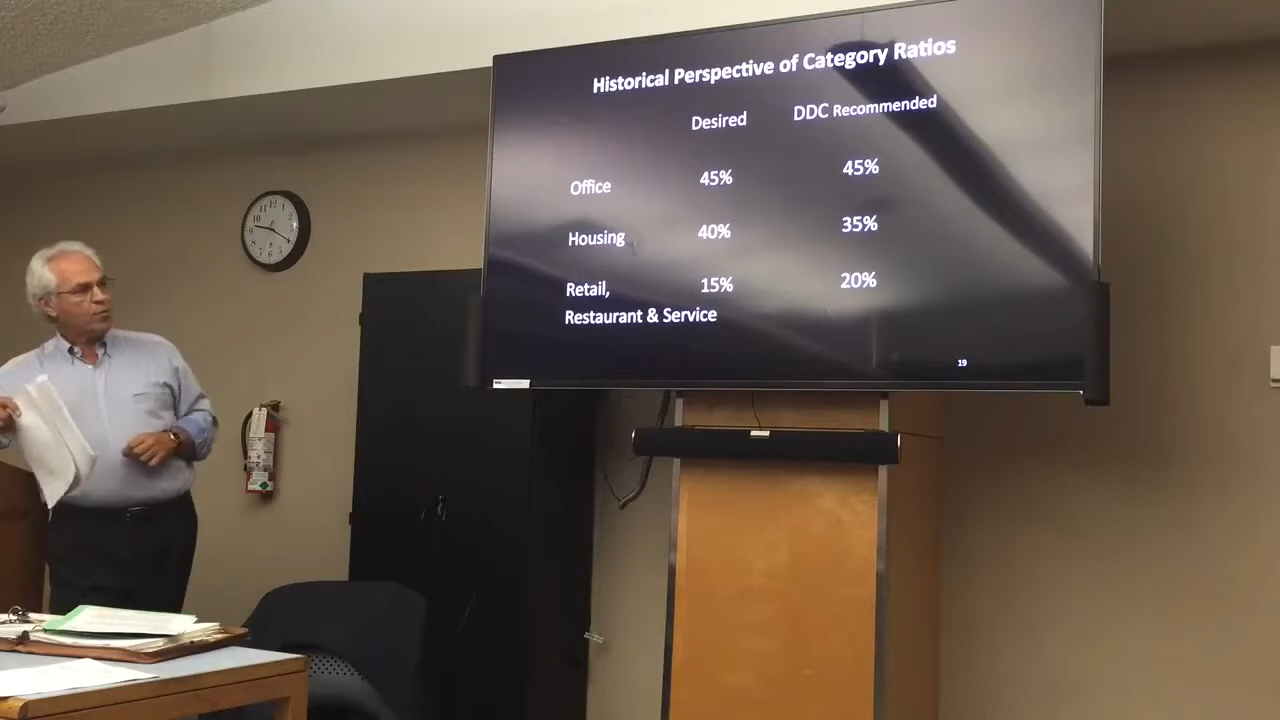 Historical Perspective of Category Ratios
Desired DDC Recommended
Office 45% 45%
Housing 40% 35%
Retail, 15% 20%
Restaurant & Service
19